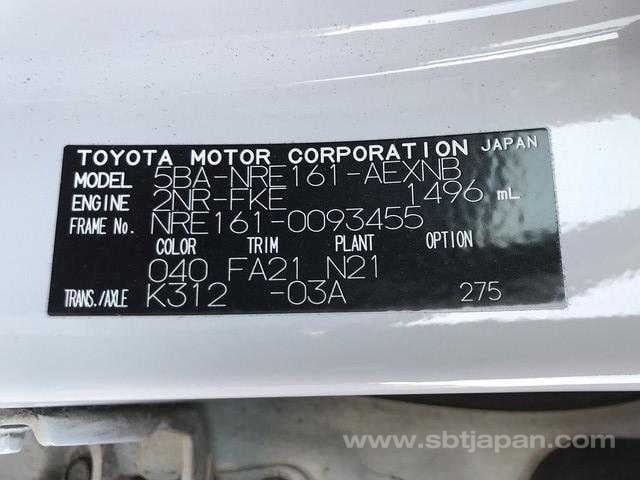 TOYOTA MOTOR CORPORATION JAPAN
MODEL 5BA-NRE161-AEXNB
ENGINE 2NR-FKE 1496 mL
FRAME No. NRE161-0093455
COLOR TRIM PLANT OPTION
040 FA21 N21
TRANS./AXLE K312 -03A 275
www.sbtjapan.com